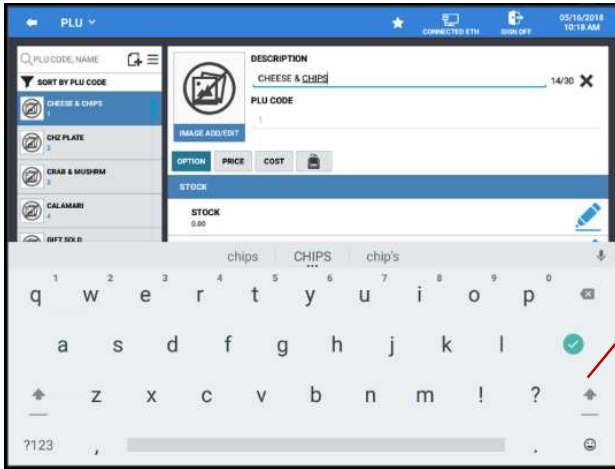 PLU
CONNECTED ETH
SIGN OFF
05/16/2018
10:18 AM
PLU CODE, NAME
SORT BY PLU CODE
CHEESE & CHIPS
1
CHZ PLATE
2
CRAB & MUSHRM
3
CALAMARI
4
GIFT SOLD
IMAGE ADD/EDIT
DESCRIPTION
CHEESE & CHIPS
14/30
PLU CODE
1
OPTION PRICE COST
STOCK
STOCK
0.00
chips CHIPS chip's
1 2 3 4 5 6 7 8 9 0
q w e r t y u i o p
a s d f g h j k l
z x c v b n m ! ?
?123 , .